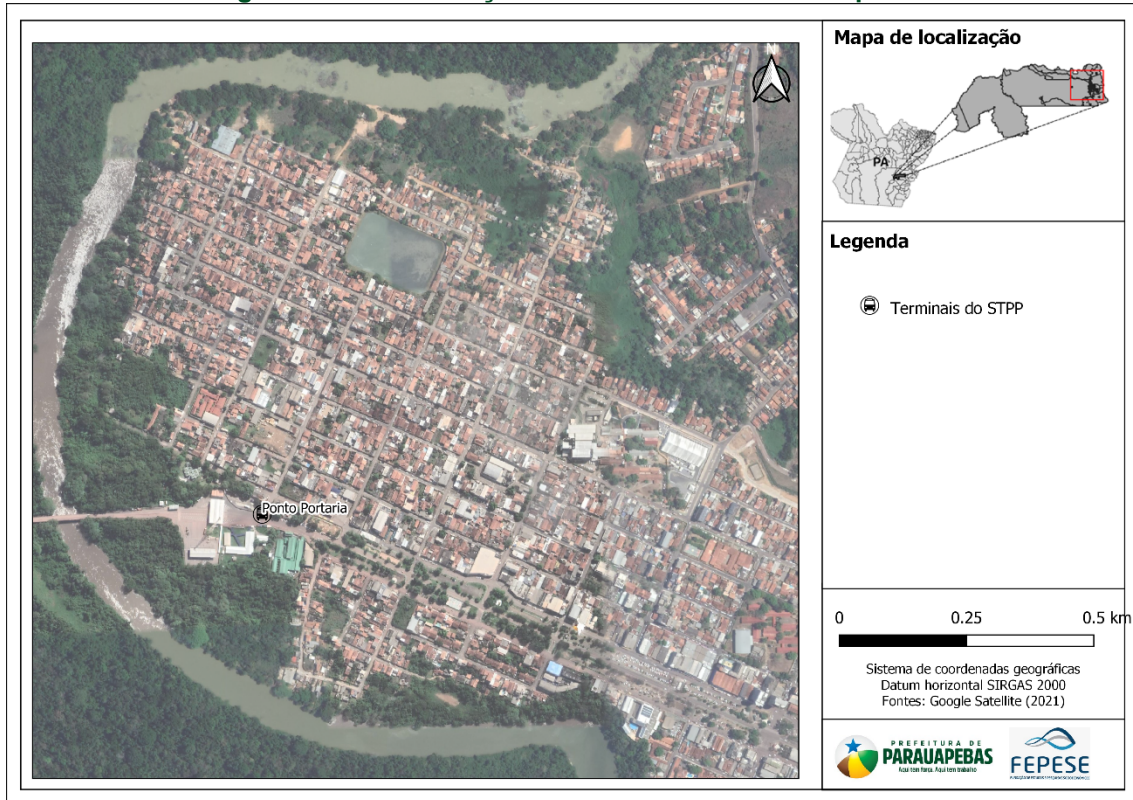 Mapa de localização
PA
Legenda
Terminais do STPP
Ponto Portaria
0 0.25 0.5 km
Sistema de coordenadas geográficas
Datum horizontal SIRGAS 2000
Fontes: Google Satellite (2021)
PREFEITURA DE
PARAUAPEBAS
Aqui tem força. Aqui tem trabalho
FEPESE